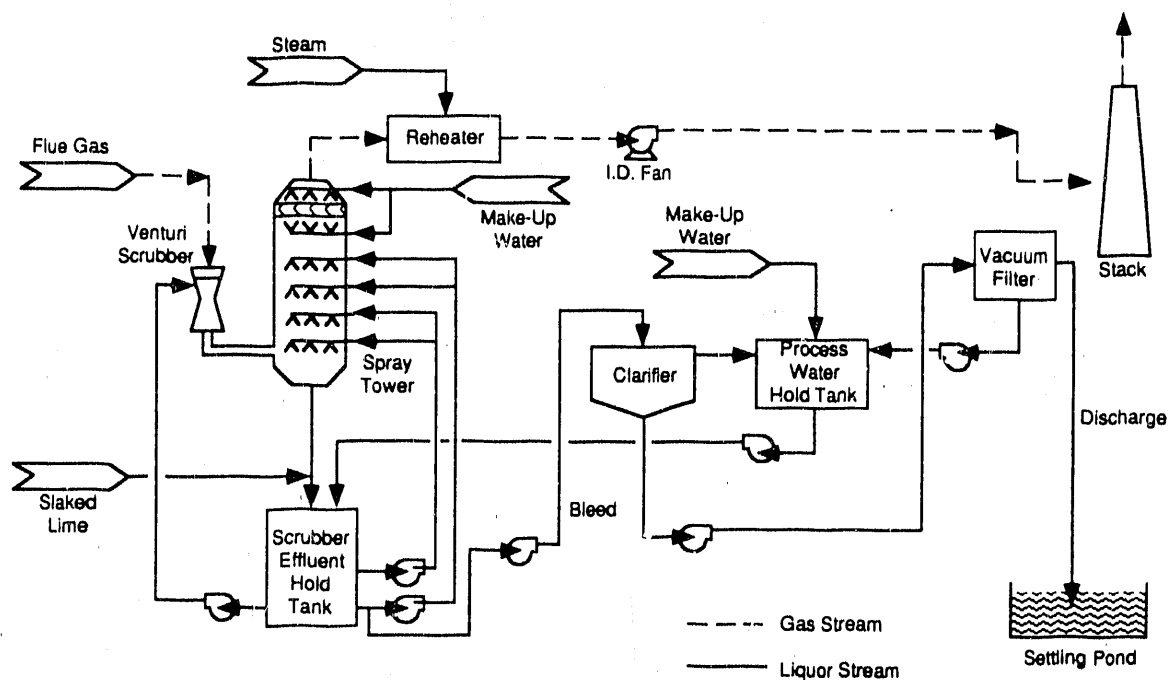 Steam
Reheater
Flue Gas
I.D. Fan
Make-Up
Water
Make-Up
Water
Venturi
Scrubber
Vacuum
Filter
Stack
Spray
Tower
Clarifier
Process
Water
Hold Tank
Discharge
Slaked
Lime
Bleed
Scrubber
Effluent
Hold
Tank
Gas Stream
Liquor Stream
Settling Pond